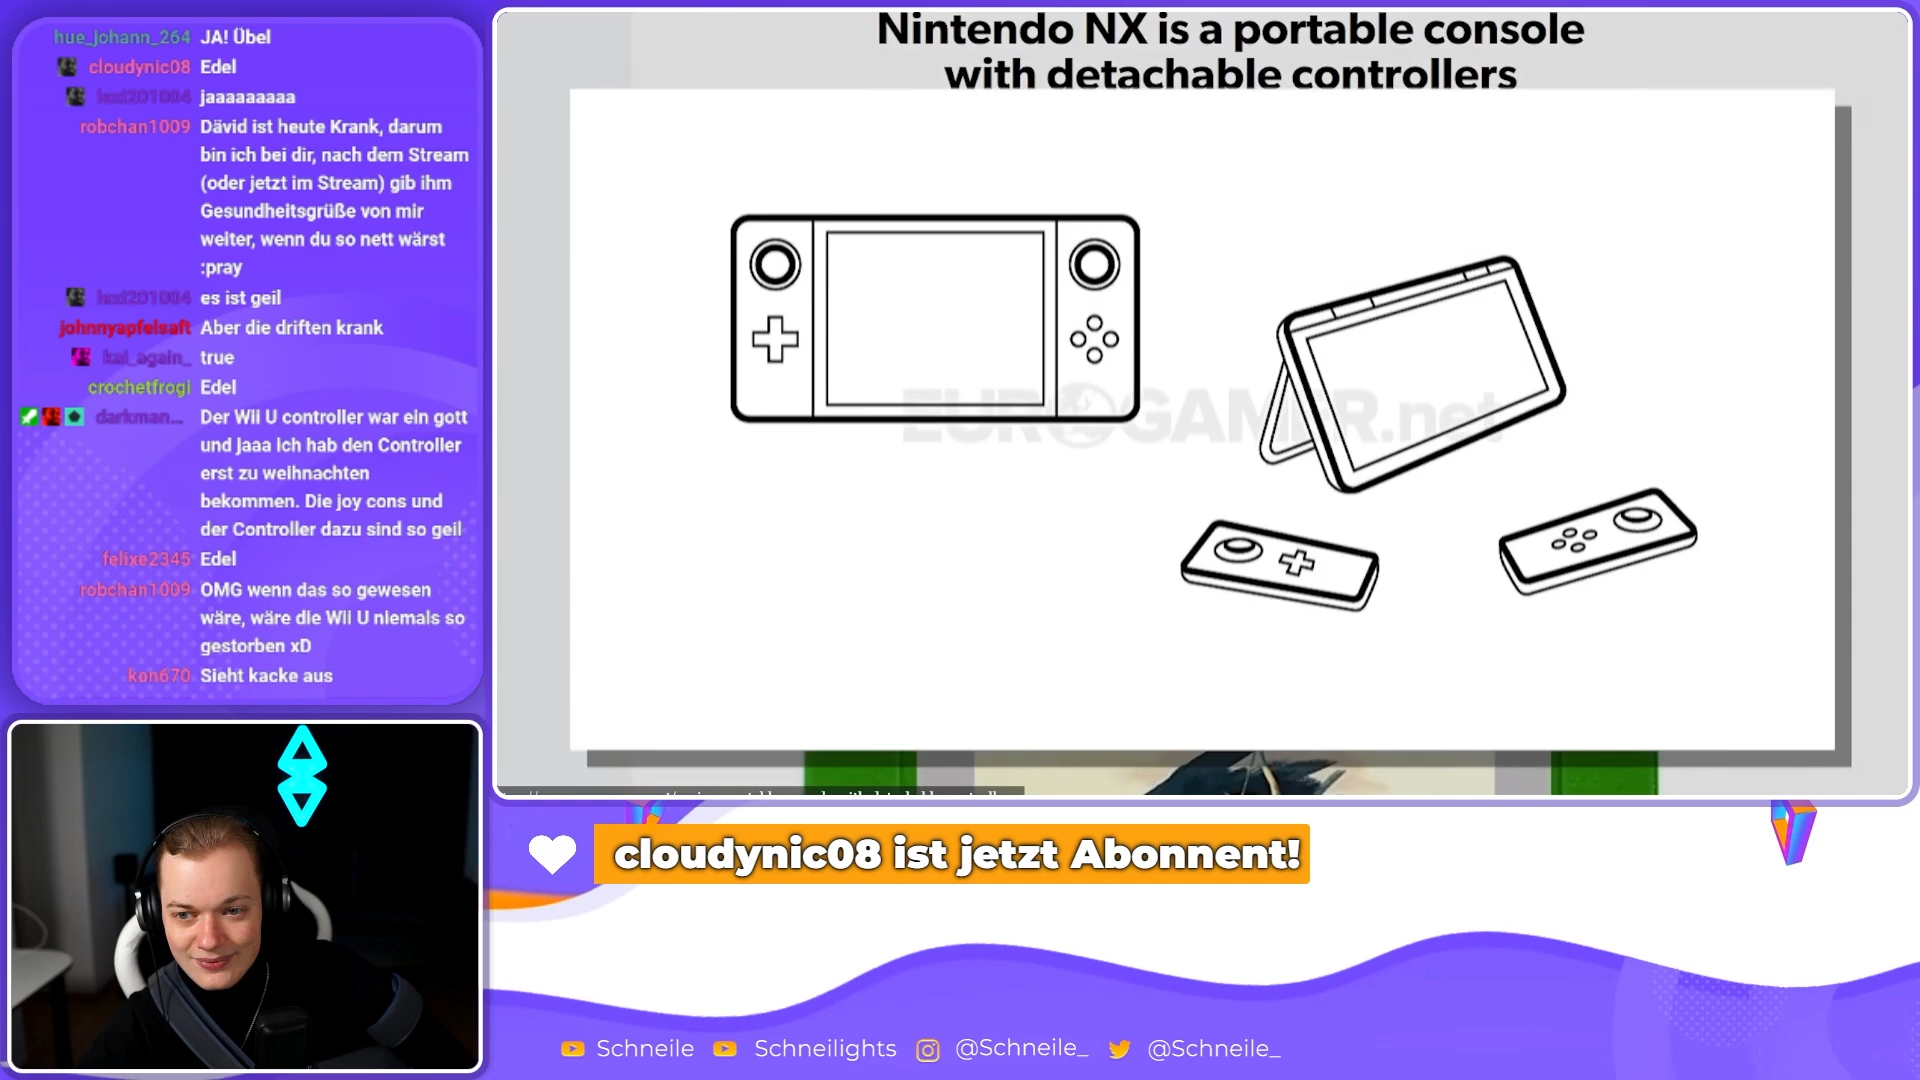 hue_johann_264 JA! Übel
cloudynic08 Edel
jaaaaaaaaa
robchan1009 Dävid ist heute Krank, darum
bin ich bei dir, nach dem Stream
(oder jetzt im Stream) gib ihm
Gesundheitsgrüße von mir
weiter, wenn du so nett wärst
:pray
es ist geil
johnnyapfelsaft Aber die driften krank
kai_again_ true
crochetfrogi Edel
darkman... Der Wii U controller war ein gott
und jaaa ich hab den Controller
erst zu weihnachten
bekommen. Die joy cons und
der Controller dazu sind so geil
felixe2345 Edel
robchan1009 OMG wenn das so gewesen
wäre, wäre die Wii U niemals so
gestorben xD
kon670 Sieht kacke aus
Nintendo NX is a portable console
with detachable controllers
EUROGAMER.net
cloudynic08 ist jetzt Abonnent!
Schneile Schneilights @Schneile_ @Schneile_